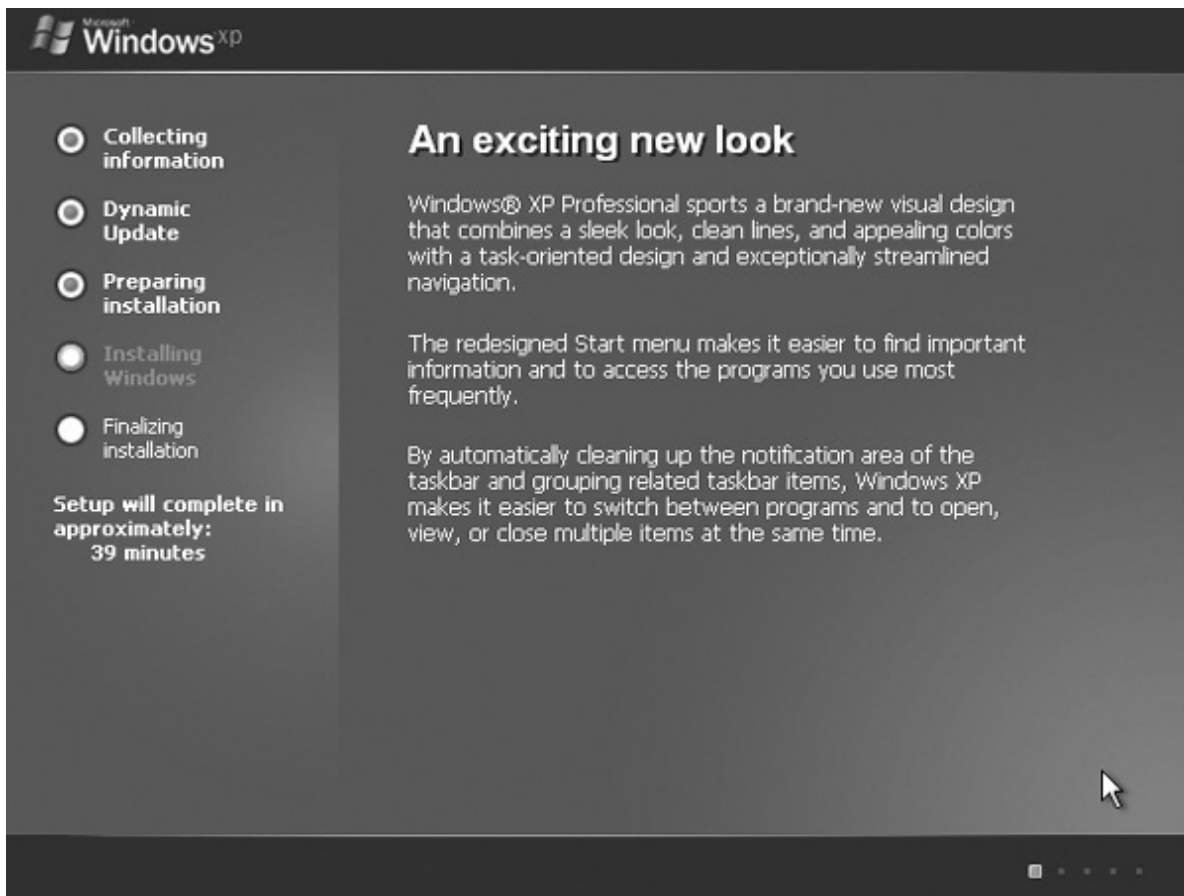 Microsoft
Windows xp
Collecting
information
Dynamic
Update
Preparing
installation
Installing
Windows
Finalizing
installation
Setup will complete in
approximately:
39 minutes
An exciting new look
Windows® XP Professional sports a brand-new visual design
that combines a sleek look, clean lines, and appealing colors
with a task-oriented design and exceptionally streamlined
navigation.
The redesigned Start menu makes it easier to find important
information and to access the programs you use most
frequently.
By automatically cleaning up the notification area of the
taskbar and grouping related taskbar items, Windows XP
makes it easier to switch between programs and to open,
view, or close multiple items at the same time.